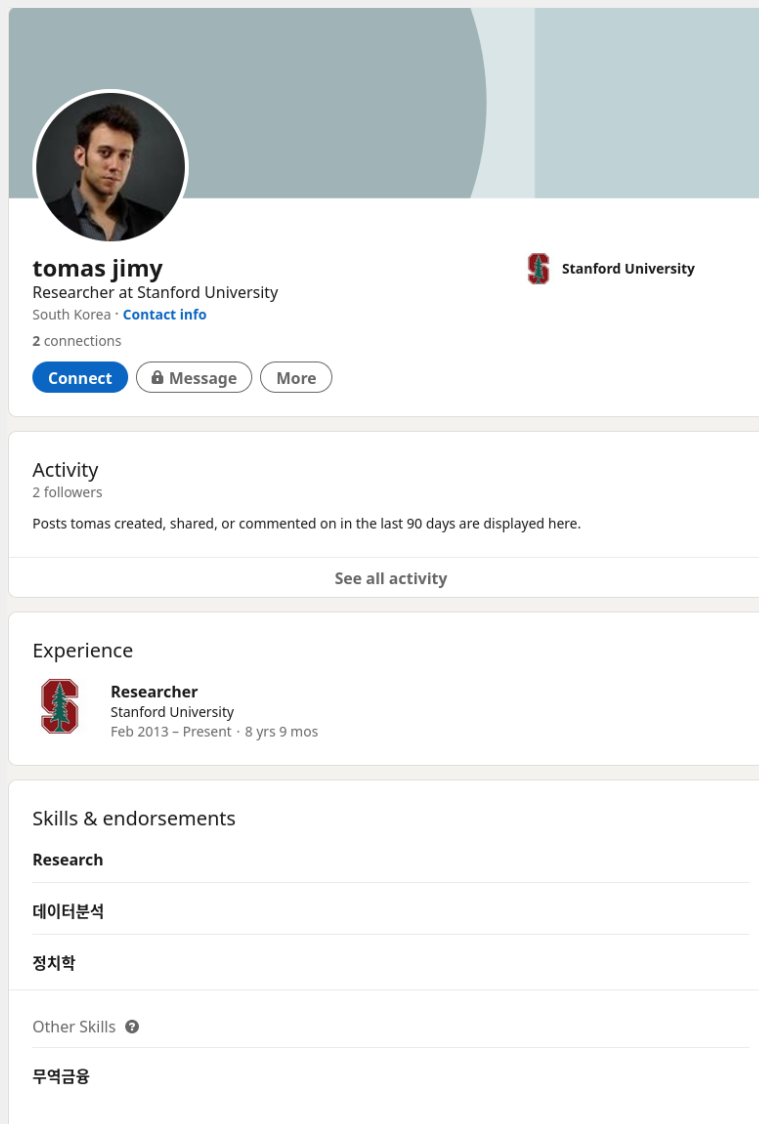 tomas jimy
Stanford University
Researcher at Stanford University
South Korea · Contact info
2 connections
Connect
Message
More
Activity
2 followers
Posts tomas created, shared, or commented on in the last 90 days are displayed here.
See all activity
Experience
Researcher
Stanford University
Feb 2013 – Present · 8 yrs 9 mos
Skills & endorsements
Research
데이터분석
정치학
Other Skills
무역금융